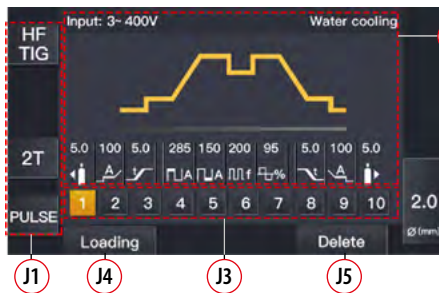 Input: 3~ 400V Water cooling
HF
TIG
2T
PULSE
5.0 100 5.0 285 150 200 95 5.0 100 5.0
A A A f % A
1 2 3 4 5 6 7 8 9 10
2.0
Ø (mm)
Loading Delete
J1 J4 J3 J5